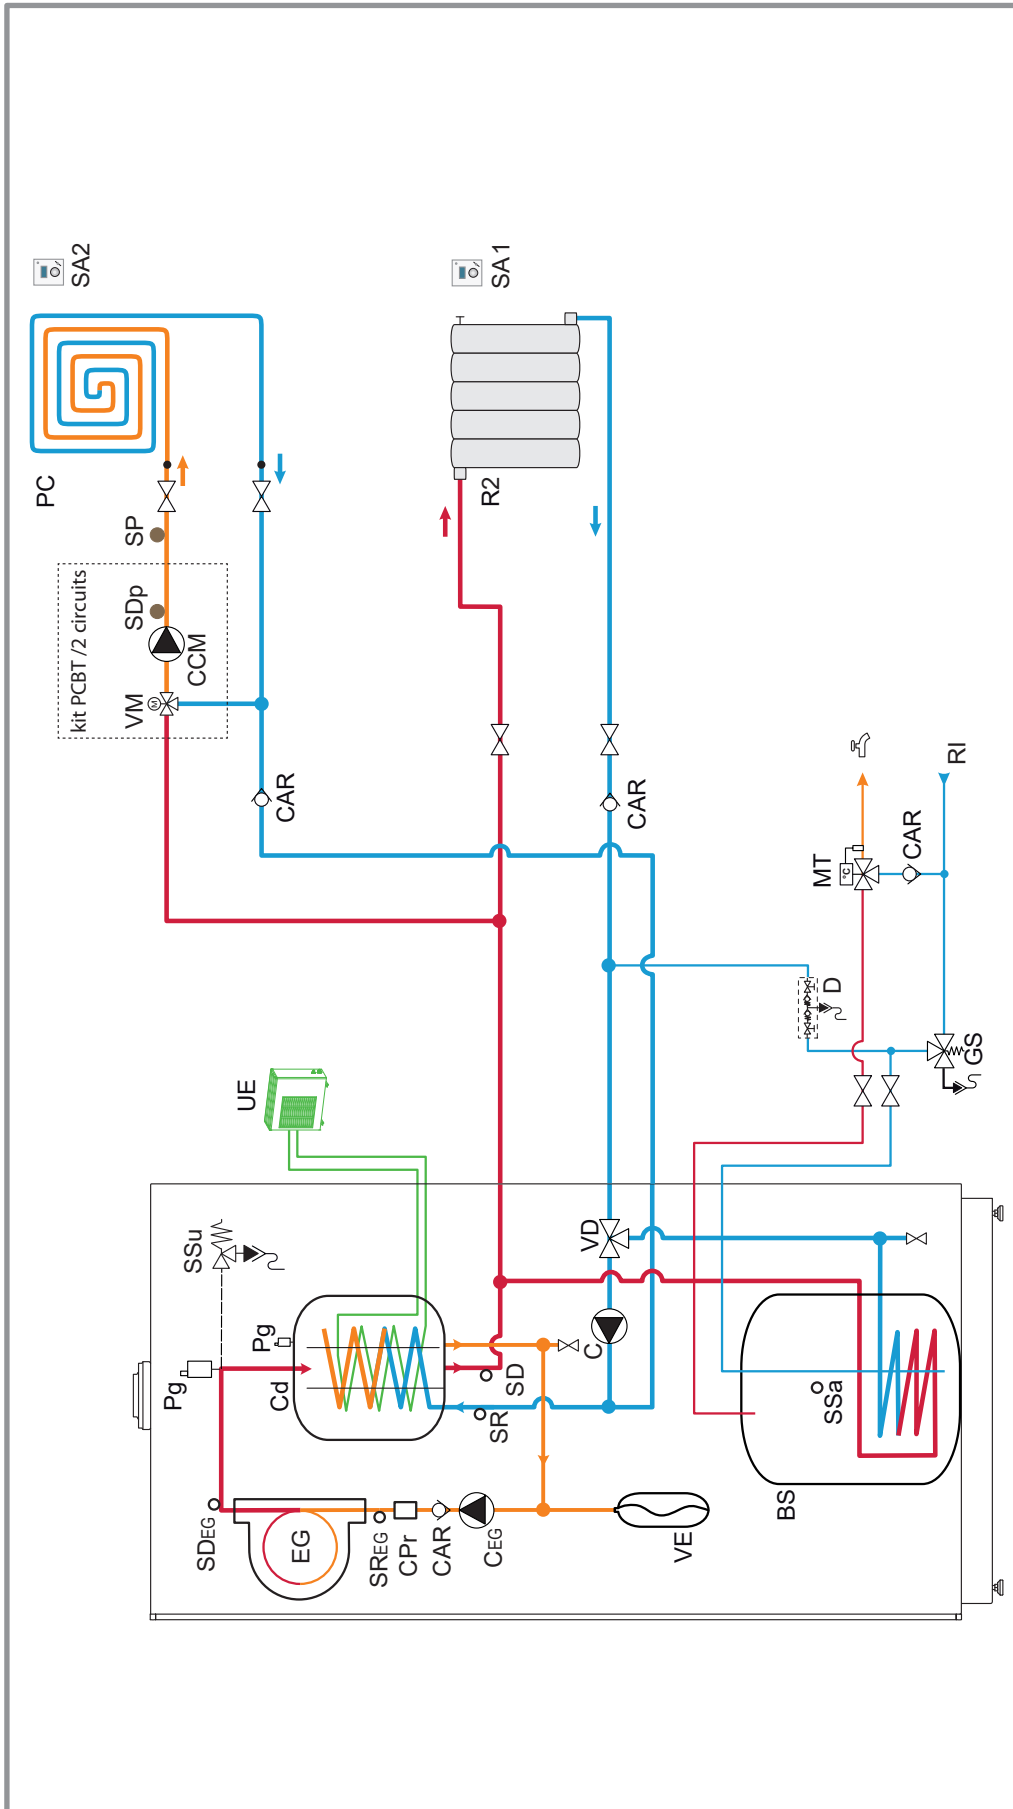 SA2
PC
SP
kit PCBT /2 circuits
SDp
CCM
VM
CAR
SA1
R2
CAR
RI
CAR
MT
°C
M
D
GS
UE
SSu
VD
Pg
Pg
Cd
C
SD
SR
SSa
BS
SDEG
EG
SREG
CPr
CAR
CEG
VE